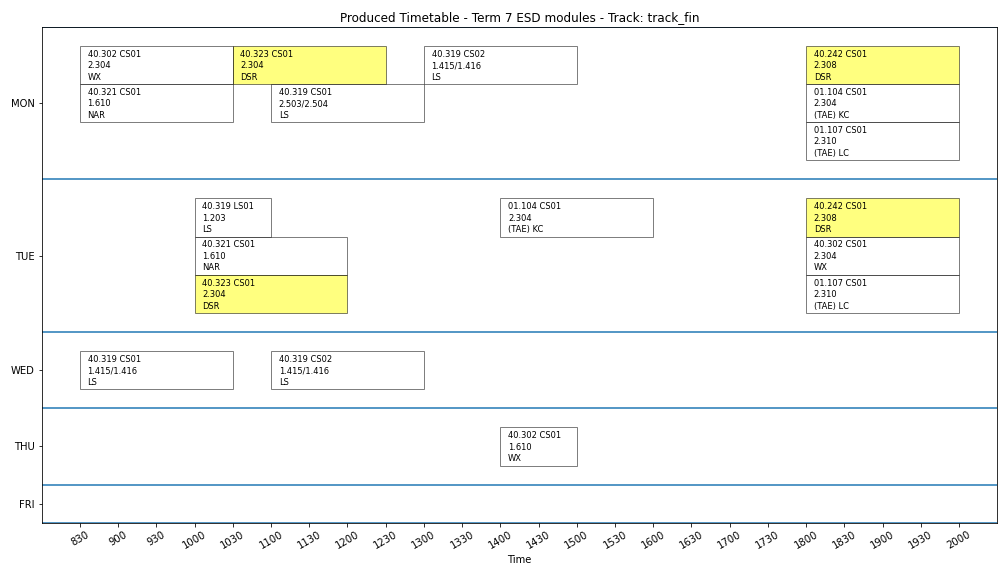 Produced Timetable - Term 7 ESD modules - Track: track_fin
MON
40.302 CS01
2.304
WX
40.323 CS01
2.304
DSR
40.319 CS02
1.415/1.416
LS
40.242 CS01
2.308
DSR
40.321 CS01
1.610
NAR
40.319 CS01
2.503/2.504
LS
01.104 CS01
2.304
(TAE) KC
01.107 CS01
2.310
(TAE) LC
TUE
40.319 LS01
1.203
LS
01.104 CS01
2.304
(TAE) KC
40.242 CS01
2.308
DSR
40.321 CS01
1.610
NAR
40.302 CS01
2.304
WX
40.323 CS01
2.304
DSR
01.107 CS01
2.310
(TAE) LC
WED
40.319 CS01
1.415/1.416
LS
40.319 CS02
1.415/1.416
LS
THU
40.302 CS01
1.610
WX
FRI
830 900 930 1000 1030 1100 1130 1200 1230 1300 1330 1400 1430 1500 1530 1600 1630 1700 1730 1800 1830 1900 1930 2000
Time